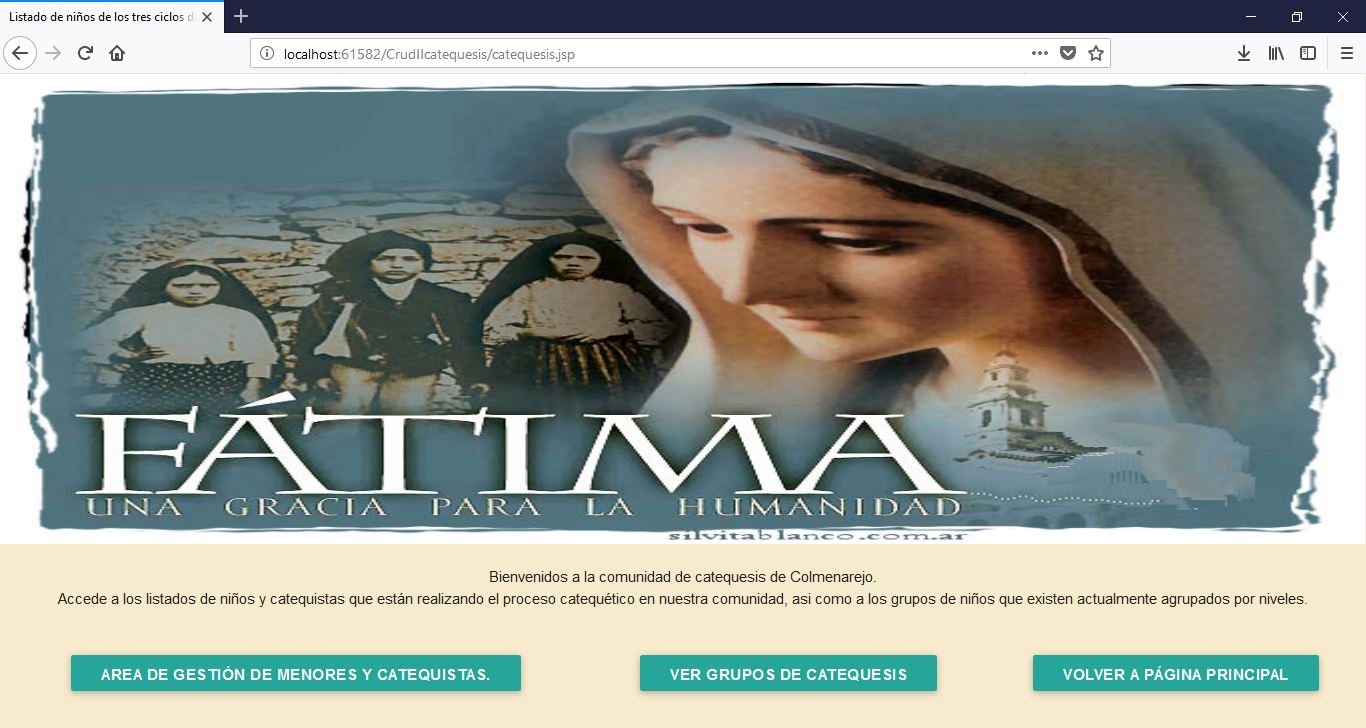 Listado de niños de los tres ciclos d
localhost:61582/CrudIIcatequesis/catequesis.jsp
FÁTIMA
UNA GRACIA PARA LA HUMANIDAD
silvitablanco.com.ar
Bienvenidos a la comunidad de catequesis de Colmenarejo.
Accede a los listados de niños y catequistas que están realizando el proceso catequético en nuestra comunidad, asi como a los grupos de niños que existen actualmente agrupados por niveles.
AREA DE GESTIÓN DE MENORES Y CATEQUISTAS.
VER GRUPOS DE CATEQUESIS
VOLVER A PÁGINA PRINCIPAL